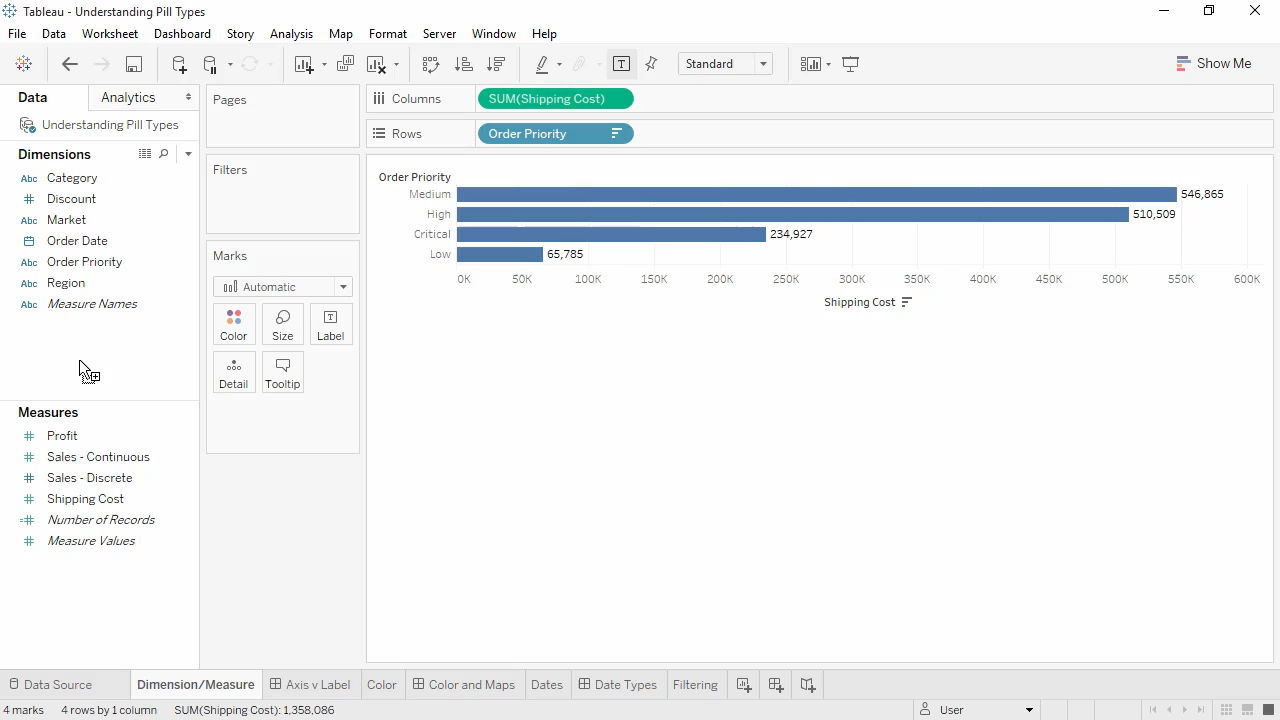 Tableau - Understanding Pill Types
File Data Worksheet Dashboard Story Analysis Map Format Server Window Help
Standard
Show Me
Data Analytics
Understanding Pill Types
Dimensions
Abc Category
Discount
Abc Market
Order Date
Abc Order Priority
Abc Region
Abc Measure Names
Measures
Profit
Sales - Continuous
Sales - Discrete
Shipping Cost
Number of Records
Measure Values
Pages
Filters
Marks
Automatic
Color Size Label
Detail Tooltip
Columns SUM(Shipping Cost)
Rows Order Priority
Order Priority
Medium 546,865
High 510,509
Critical 234,927
Low 65,785
0K 50K 100K 150K 200K 250K 300K 350K 400K 450K 500K 550K 600K
Shipping Cost
Data Source Dimension/Measure Axis v Label Color Color and Maps Dates Date Types Filtering
4 marks 4 rows by 1 column SUM(Shipping Cost): 1,358,086 User